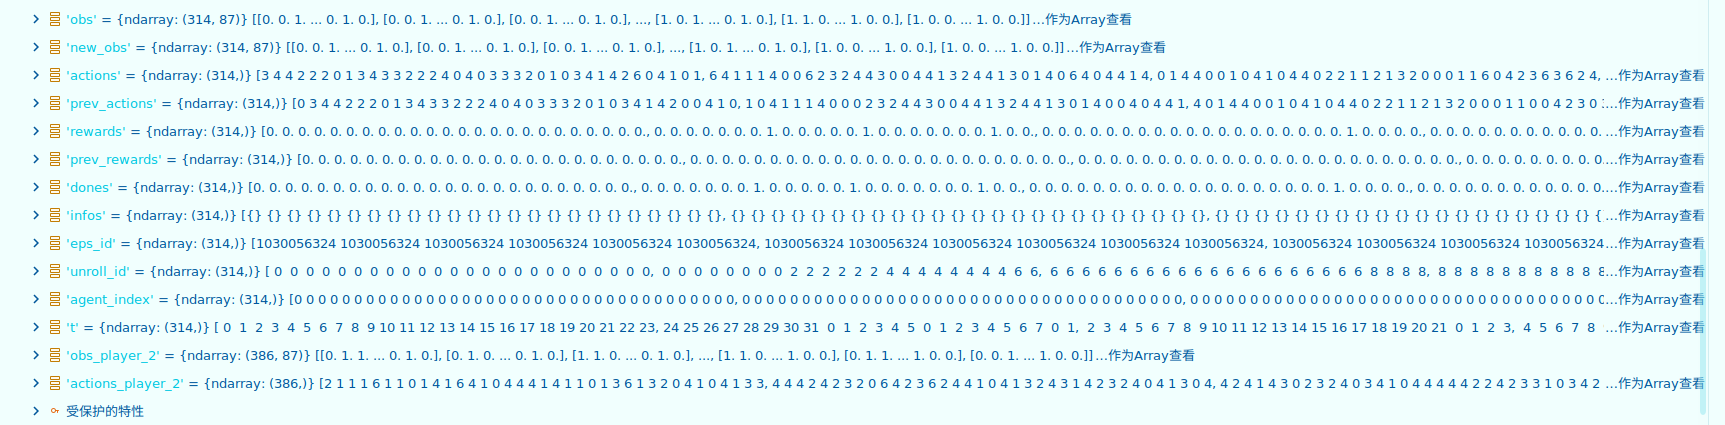 'obs' = {ndarray: (314, 87)} [[0. 0. 1. ... 0. 1. 0.], [0. 0. 1. ... 0. 1. 0.], [0. 0. 1. ... 0. 1. 0.], ..., [1. 0. 1. ... 0. 1. 0.], [1. 1. 0. ... 1. 0. 0.], [1. 0. 0. ... 1. 0. 0.]] ...作为Array查看
'new_obs' = {ndarray: (314, 87)} [[0. 0. 1. ... 0. 1. 0.], [0. 0. 1. ... 0. 1. 0.], [0. 0. 1. ... 0. 1. 0.], ..., [1. 0. 1. ... 0. 1. 0.], [1. 0. 0. ... 1. 0. 0.], [1. 0. 0. ... 1. 0. 0.]] ...作为Array查看
'actions' = {ndarray: (314,)} [3 4 4 2 2 2 0 1 3 4 3 3 2 2 2 4 0 4 0 3 3 3 2 0 1 0 3 4 1 4 2 6 0 4 1 0 1, 6 4 1 1 1 4 0 0 6 2 3 2 4 4 3 0 0 4 4 1 3 2 4 4 1 3 0 1 4 0 6 4 0 4 4 1 4, 0 1 4 4 0 0 1 0 4 1 0 4 4 0 2 2 1 1 2 1 3 2 0 0 0 1 1 6 0 4 2 3 6 3 6 2 4, ...作为Array查看
'prev_actions' = {ndarray: (314,)} [0 3 4 4 2 2 2 0 1 3 4 3 3 2 2 2 4 0 4 0 3 3 3 2 0 1 0 3 4 1 4 2 0 0 4 1 0, 1 0 4 1 1 1 4 0 0 0 2 3 2 4 4 3 0 0 4 4 1 3 2 4 4 1 3 0 1 4 0 0 4 0 4 4 1, 4 0 1 4 4 0 0 1 0 4 1 0 4 4 0 2 2 1 1 2 1 3 2 0 0 0 1 1 0 0 4 2 3 0 ...作为Array查看
'rewards' = {ndarray: (314,)} [0. 0. 0. 0. 0. 0. 0. 0. 0. 0. 0. 0. 0. 0. 0. 0. 0. 0. 0. 0. 0. 0. 0. 0., 0. 0. 0. 0. 0. 0. 0. 1. 0. 0. 0. 0. 0. 1. 0. 0. 0. 0. 0. 0. 0. 1. 0. 0., 0. 0. 0. 0. 0. 0. 0. 0. 0. 0. 0. 0. 0. 0. 0. 0. 0. 0. 0. 1. 0. 0. 0. 0., 0. 0. 0. 0. 0. 0. 0. 0. 0. 0. 0. ...作为Array查看
'prev_rewards' = {ndarray: (314,)} [0. 0. 0. 0. 0. 0. 0. 0. 0. 0. 0. 0. 0. 0. 0. 0. 0. 0. 0. 0. 0. 0. 0. 0., 0. 0. 0. 0. 0. 0. 0. 0. 0. 0. 0. 0. 0. 0. 0. 0. 0. 0. 0. 0. 0. 0. 0. 0., 0. 0. 0. 0. 0. 0. 0. 0. 0. 0. 0. 0. 0. 0. 0. 0. 0. 0. 0. 0. 0. 0. 0. 0., 0. 0. 0. 0. 0. 0. 0. 0. 0...作为Array查看
'dones' = {ndarray: (314,)} [0. 0. 0. 0. 0. 0. 0. 0. 0. 0. 0. 0. 0. 0. 0. 0. 0. 0. 0. 0. 0. 0. 0. 0., 0. 0. 0. 0. 0. 0. 0. 1. 0. 0. 0. 0. 0. 1. 0. 0. 0. 0. 0. 0. 0. 1. 0. 0., 0. 0. 0. 0. 0. 0. 0. 0. 0. 0. 0. 0. 0. 0. 0. 0. 0. 0. 0. 1. 0. 0. 0. 0., 0. 0. 0. 0. 0. 0. 0. 0. 0. 0. 0. 0....作为Array查看
'infos' = {ndarray: (314,)} [{} {} {} {} {} {} {} {} {} {} {} {} {} {} {} {} {} {} {} {} {} {} {} {}, {} {} {} {} {} {} {} {} {} {} {} {} {} {} {} {} {} {} {} {} {} {} {} {}, {} {} {} {} {} {} {} {} {} {} {} {} {} {} {} {} {} {} {} { ...作为Array查看
'eps_id' = {ndarray: (314,)} [1030056324 1030056324 1030056324 1030056324 1030056324 1030056324, 1030056324 1030056324 1030056324 1030056324 1030056324 1030056324, 1030056324 1030056324 1030056324 1030056324...作为Array查看
'unroll_id' = {ndarray: (314,)} [ 0 0 0 0 0 0 0 0 0 0 0 0 0 0 0 0 0 0 0 0 0 0 0 0, 0 0 0 0 0 0 0 0 2 2 2 2 2 2 4 4 4 4 4 4 4 4 6 6, 6 6 6 6 6 6 6 6 6 6 6 6 6 6 6 6 6 6 6 6 8 8 8 8, 8 8 8 8 8 8 8 8 8 8 8 ...作为Array查看
'agent_index' = {ndarray: (314,)} [0 0 0 0 0 0 0 0 0 0 0 0 0 0 0 0 0 0 0 0 0 0 0 0 0 0 0 0 0 0 0 0 0 0 0 0 0, 0 0 0 0 0 0 0 0 0 0 0 0 0 0 0 0 0 0 0 0 0 0 0 0 0 0 0 0 0 0 0 0 0 0 0 0 0, 0 0 0 0 0 0 0 0 0 0 0 0 0 0 0 0 0 0 0 0 0 0 0 0 0 0 0 0 0 0 0 0 0 0 0 ...作为Array查看
't' = {ndarray: (314,)} [ 0 1 2 3 4 5 6 7 8 9 10 11 12 13 14 15 16 17 18 19 20 21 22 23, 24 25 26 27 28 29 30 31 0 1 2 3 4 5 0 1 2 3 4 5 6 7 0 1, 2 3 4 5 6 7 8 9 10 11 12 13 14 15 16 17 18 19 20 21 0 1 2 3, 4 5 6 7 8 ...作为Array查看
'obs_player_2' = {ndarray: (386, 87)} [[0. 1. 1. ... 0. 1. 0.], [0. 1. 0. ... 0. 1. 0.], [1. 1. 0. ... 0. 1. 0.], ..., [1. 1. 0. ... 1. 0. 0.], [0. 1. 1. ... 1. 0. 0.], [0. 0. 1. ... 1. 0. 0.]] ...作为Array查看
'actions_player_2' = {ndarray: (386,)} [2 1 1 1 6 1 1 0 1 4 1 6 4 1 0 4 4 4 1 4 1 1 0 1 3 6 1 3 2 0 4 1 0 4 1 3 3, 4 4 4 2 4 2 3 2 0 6 4 2 3 6 2 4 4 1 0 4 1 3 2 4 3 1 4 2 3 2 4 0 4 1 3 0 4, 4 2 4 1 4 3 0 2 3 2 4 0 3 4 1 0 4 4 4 4 4 2 2 4 2 3 3 1 0 3 4 2 ...作为Array查看
受保护的特性